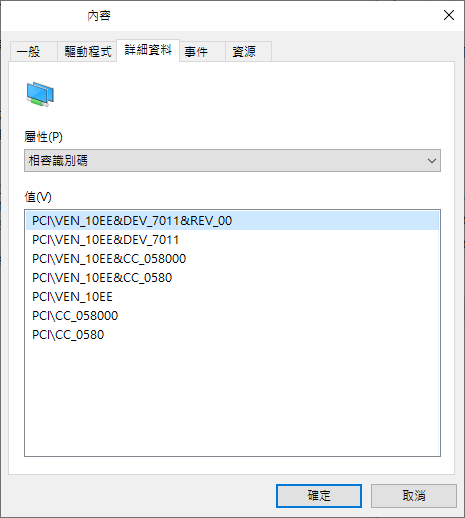 內容
一般 驅動程式 詳細資料 事件 資源
屬性(P)
相容識別碼
值(V)
PCI\VEN_10EE&DEV_7011&REV_00
PCI\VEN_10EE&DEV_7011
PCI\VEN_10EE&CC_058000
PCI\VEN_10EE&CC_0580
PCI\VEN_10EE
PCI\CC_058000
PCI\CC_0580
確定 取消